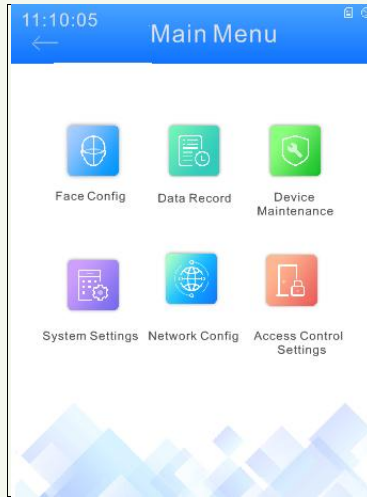 11:10:05
Main Menu
Face Config
Data Record
Device
Maintenance
System Settings
Network Config
Access Control
Settings